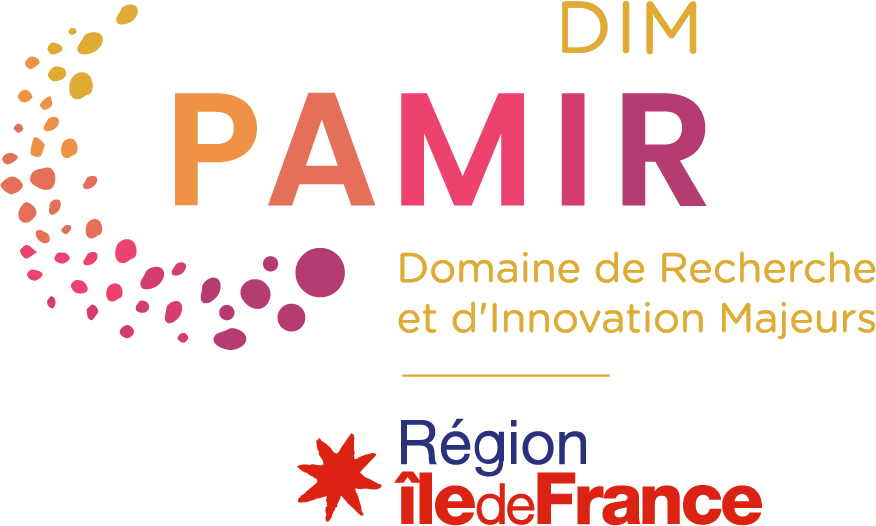 DIM
PAMIR
Domaine de Recherche
et d'Innovation Majeurs
Région
îledeFrance